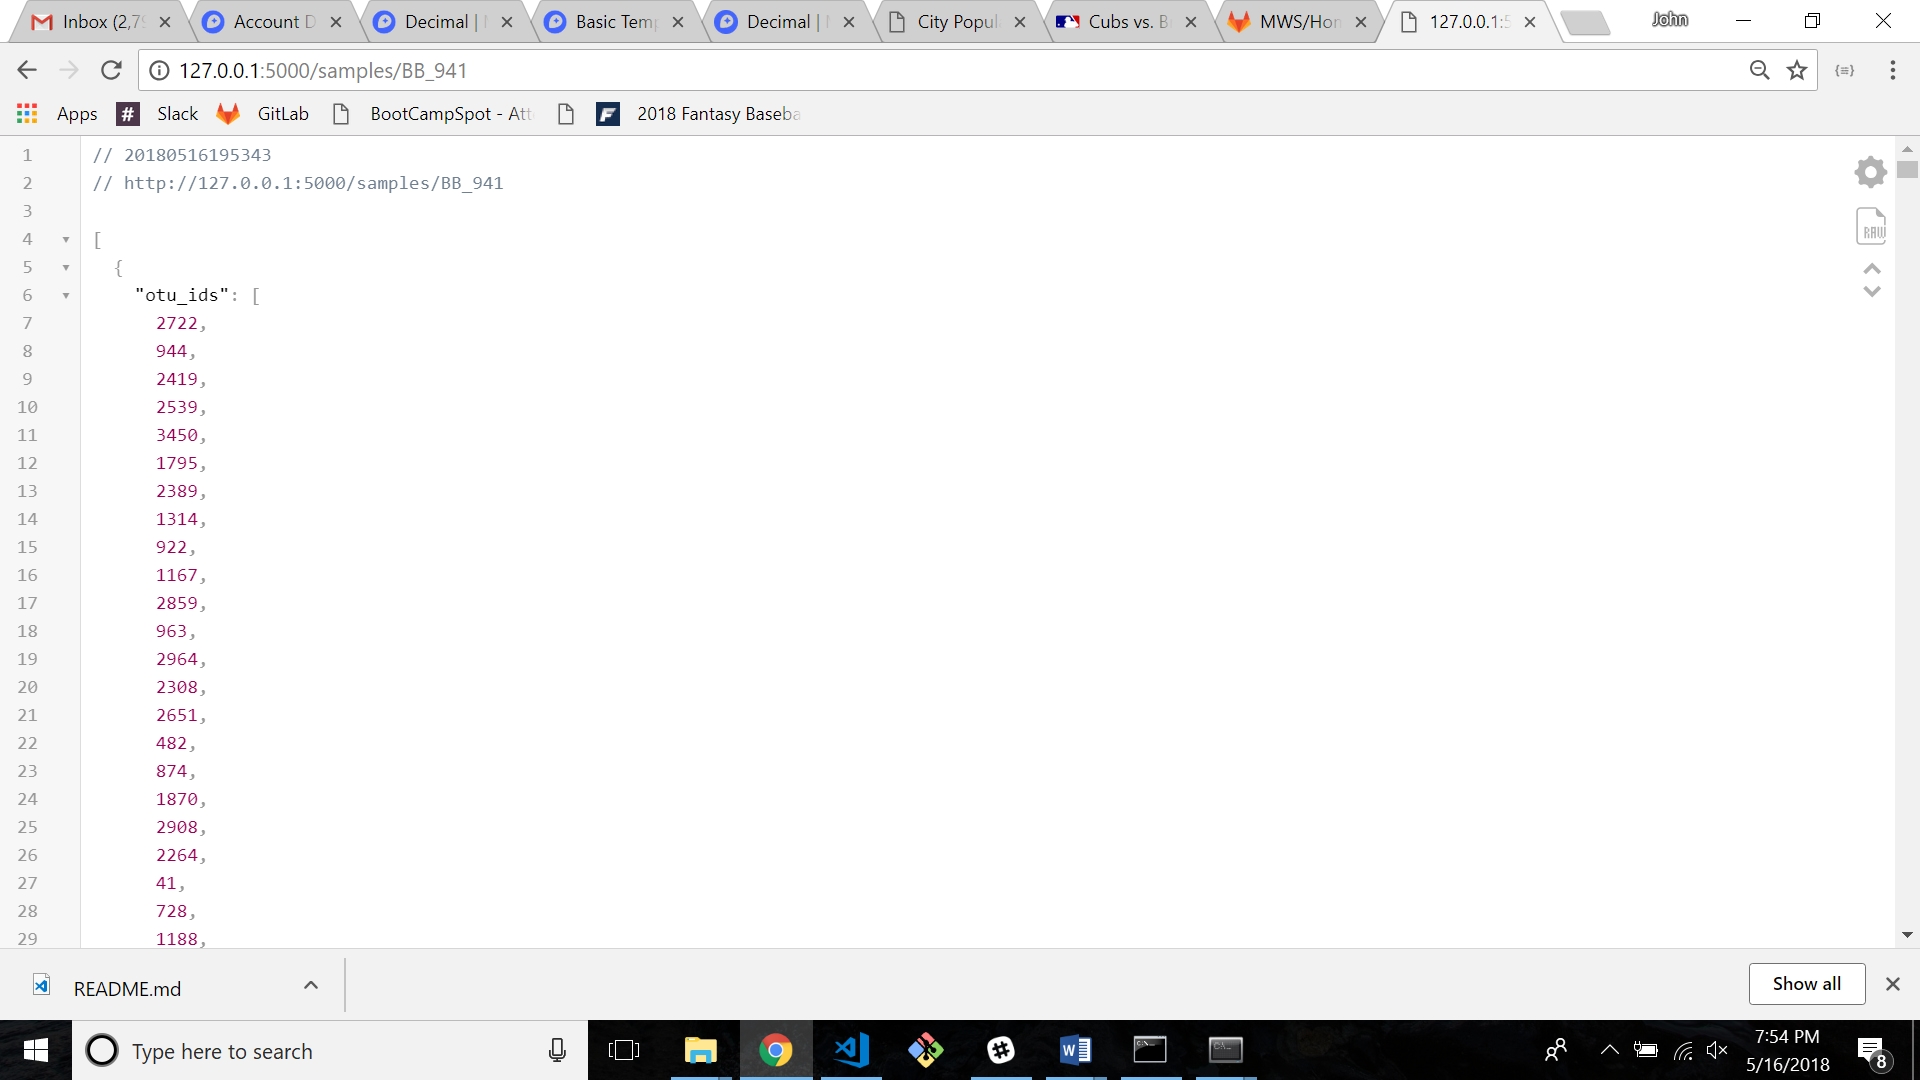 Inbox (2,79
Account D
Decimal |
Basic Temp
Decimal |
City Popul
Cubs vs. B
MWS/Hon
127.0.0.1:5
John
127.0.0.1:5000/samples/BB_941
Apps
Slack
GitLab
BootCampSpot - Att
2018 Fantasy Baseba
1 // 20180516195343
2 // http://127.0.0.1:5000/samples/BB_941
3
4 [
5 {
6 "otu_ids": [
7 2722,
8 944,
9 2419,
10 2539,
11 3450,
12 1795,
13 2389,
14 1314,
15 922,
16 1167,
17 2859,
18 963,
19 2964,
20 2308,
21 2651,
22 482,
23 874,
24 1870,
25 2908,
26 2264,
27 41,
28 728,
29 1188,
RAW
README.md
Show all
Type here to search
7:54 PM
5/16/2018
8